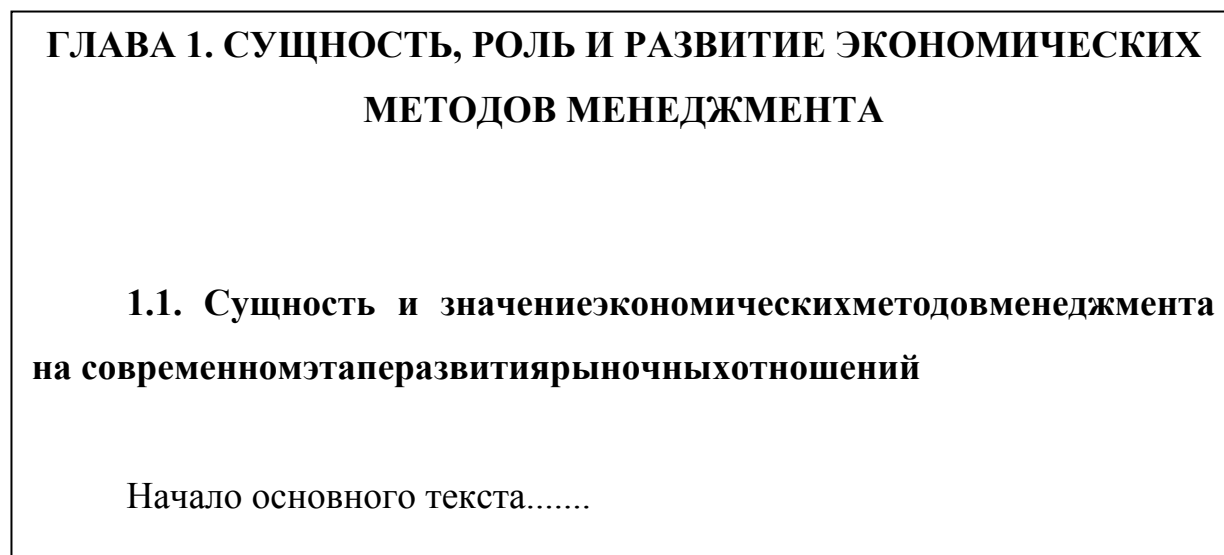 ГЛАВА 1. СУЩНОСТЬ, РОЛЬ И РАЗВИТИЕ ЭКОНОМИЧЕСКИХ
МЕТОДОВ МЕНЕДЖМЕНТА
1.1. Сущность и значениеэкономическихметодовменеджмента
на современномэтаперазвитиярыночныхотношений
Начало основного текста.......